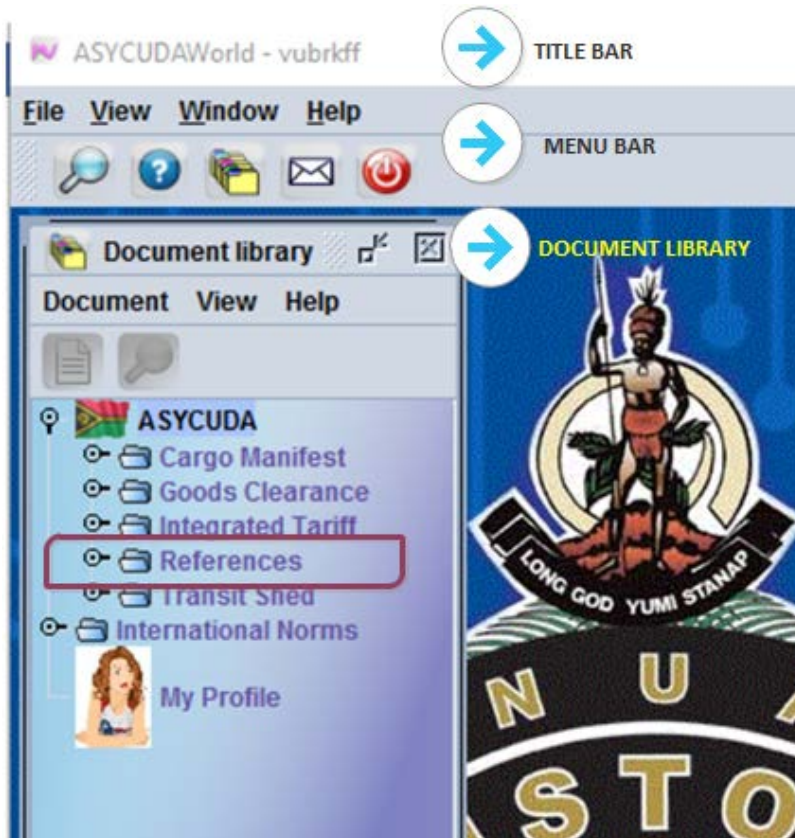 ASYCUDAWorld - vubrkff
TITLE BAR
File View Window Help
MENU BAR
Document library
DOCUMENT LIBRARY
Document View Help
ASYCUDA
Cargo Manifest
Goods Clearance
Integrated Tariff
References
Transit Shed
International Norms
My Profile
LONG GOD YUMI STANAP
N U
S T O